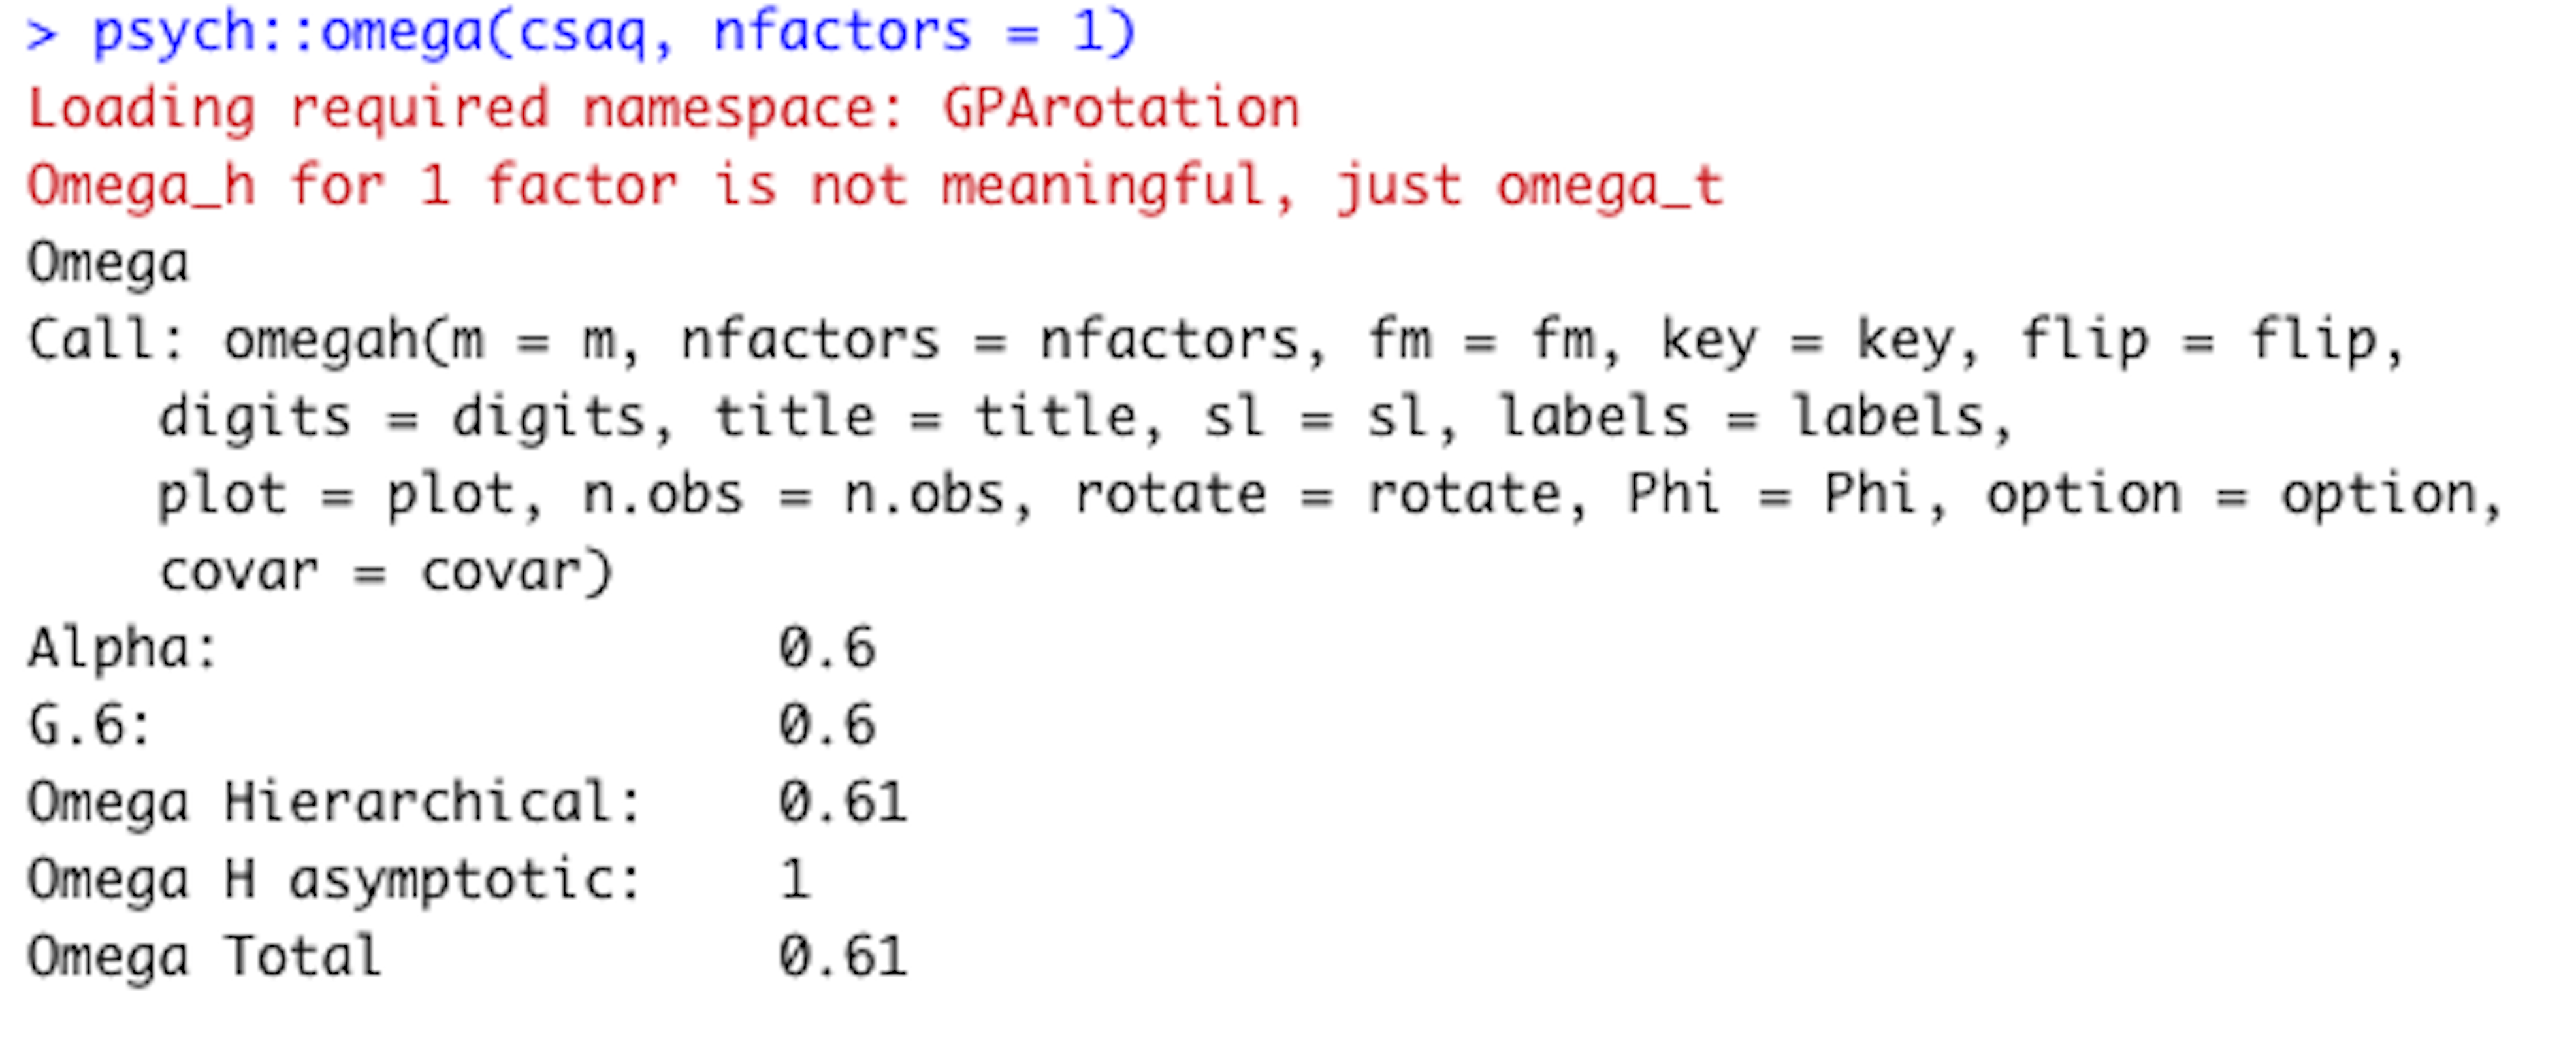 > psych::omega(csaq, nfactors = 1)
Loading required namespace: GPArotation
Omega_h for 1 factor is not meaningful, just omega_t
Omega
Call: omegah(m = m, nfactors = nfactors, fm = fm, key = key, flip = flip,
    digits = digits, title = title, sl = sl, labels = labels,
    plot = plot, n.obs = n.obs, rotate = rotate, Phi = Phi, option = option,
    covar = covar)
Alpha:                 0.6
G.6:                   0.6
Omega Hierarchical:    0.61
Omega H asymptotic:    1
Omega Total            0.61